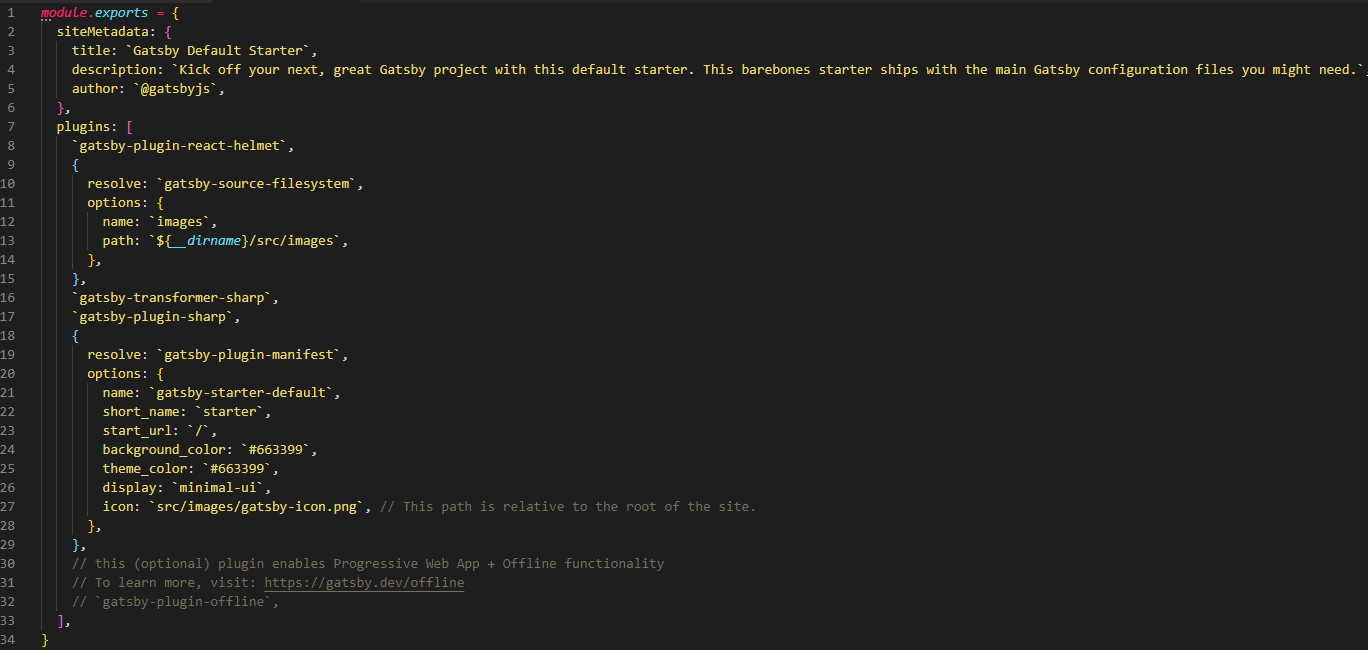 1 module.exports = {
2   siteMetadata: {
3     title: `Gatsby Default Starter`,
4     description: `Kick off your next, great Gatsby project with this default starter. This barebones starter ships with the main Gatsby configuration files you might need.`,
5     author: `@gatsbyjs`,
6   },
7   plugins: [
8     `gatsby-plugin-react-helmet`,
9     {
10       resolve: `gatsby-source-filesystem`,
11       options: {
12         name: `images`,
13         path: `${__dirname}/src/images`,
14       },
15     },
16     `gatsby-transformer-sharp`,
17     `gatsby-plugin-sharp`,
18     {
19       resolve: `gatsby-plugin-manifest`,
20       options: {
21         name: `gatsby-starter-default`,
22         short_name: `starter`,
23         start_url: `/`,
24         background_color: `#663399`,
25         theme_color: `#663399`,
26         display: `minimal-ui`,
27         icon: `src/images/gatsby-icon.png`, // This path is relative to the root of the site.
28       },
29     },
30     // this (optional) plugin enables Progressive Web App + Offline functionality
31     // To learn more, visit: https://gatsby.dev/offline
32     // `gatsby-plugin-offline`,
33   ],
34 }